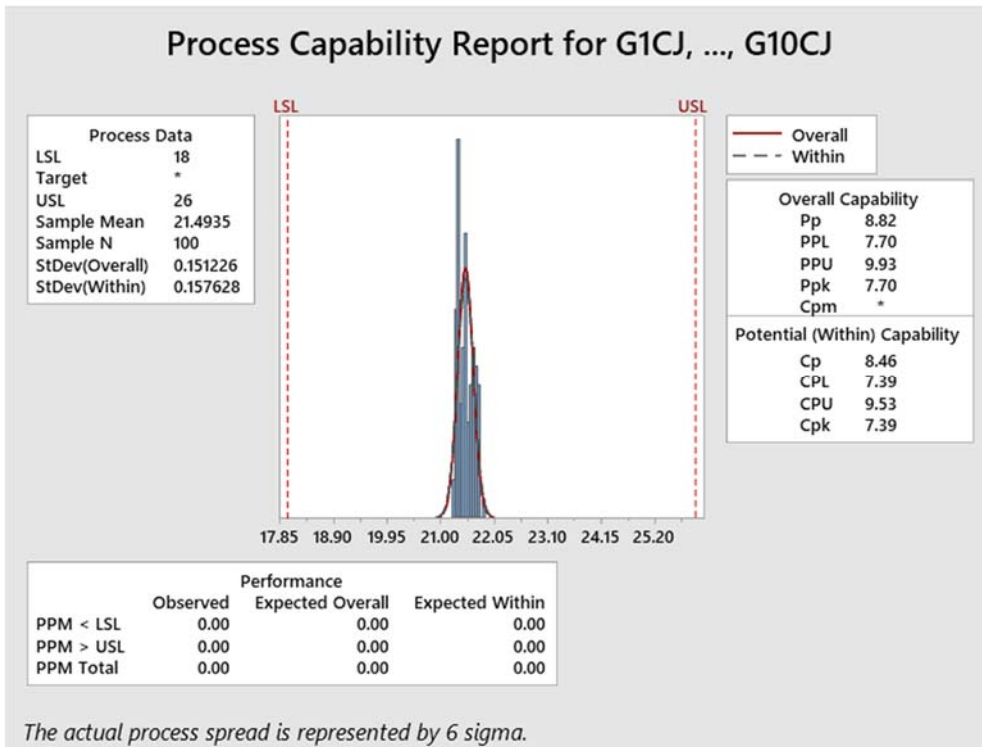 Process Capability Report for G1CJ, ..., G10CJ
LSL
USL
Process Data
LSL 18
Target *
USL 26
Sample Mean 21.4935
Sample N 100
StDev(Overall) 0.151226
StDev(Within) 0.157628
Overall
Within
Overall Capability
Pp 8.82
PPL 7.70
PPU 9.93
Ppk 7.70
Cpm *
Potential (Within) Capability
Cp 8.46
CPL 7.39
CPU 9.53
Cpk 7.39
17.85 18.90 19.95 21.00 22.05 23.10 24.15 25.20
Performance
Observed Expected Overall Expected Within
PPM < LSL 0.00 0.00 0.00
PPM > USL 0.00 0.00 0.00
PPM Total 0.00 0.00 0.00
The actual process spread is represented by 6 sigma.